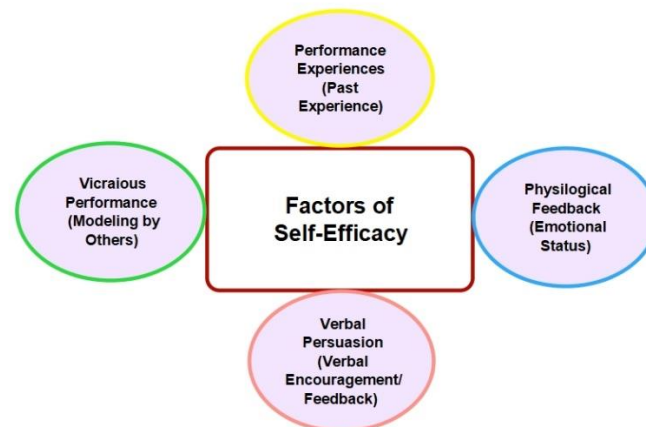 Performance
Experiences
(Past
Experience)
Vicraious
Performance
(Modeling by
Others)
Factors of
Self-Efficacy
Physilogical
Feedback
(Emotional
Status)
Verbal
Persuasion
(Verbal
Encouragement/
Feedback)